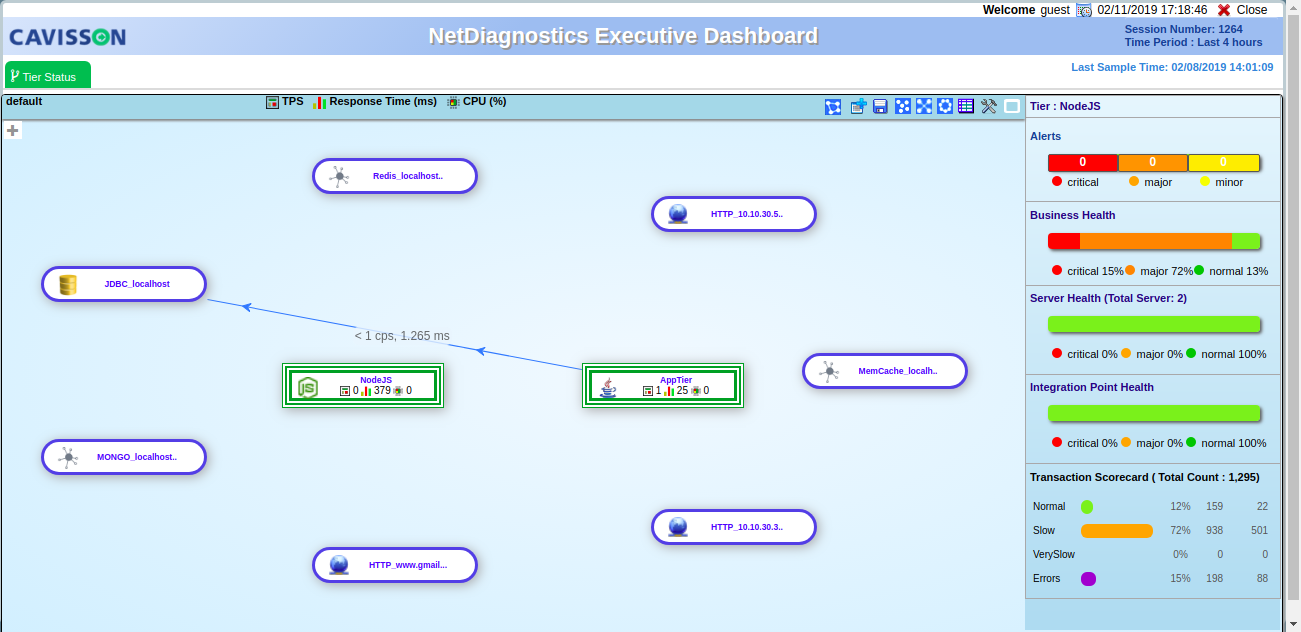 Welcome guest 02/11/2019 17:18:46 Close
CAVISSON
NetDiagnostics Executive Dashboard
Session Number: 1264
Time Period : Last 4 hours
Tier Status
Last Sample Time: 02/08/2019 14:01:09
default
TPS Response Time (ms) CPU (%)
Redis_localhost..
HTTP_10.10.30.5..
JDBC_localhost
< 1 cps, 1.265 ms
MemCache_localh..
NodeJS
0 379 0
AppTier
1 25 0
MONGO_localhost..
HTTP_10.10.30.3..
HTTP_www.gmail...
Tier : NodeJS
Alerts
0 0 0
critical major minor
Business Health
critical 15% major 72% normal 13%
Server Health (Total Server: 2)
critical 0% major 0% normal 100%
Integration Point Health
critical 0% major 0% normal 100%
Transaction Scorecard ( Total Count : 1,295)
Normal 12% 159 22
Slow 72% 938 501
VerySlow 0% 0 0
Errors 15% 198 88